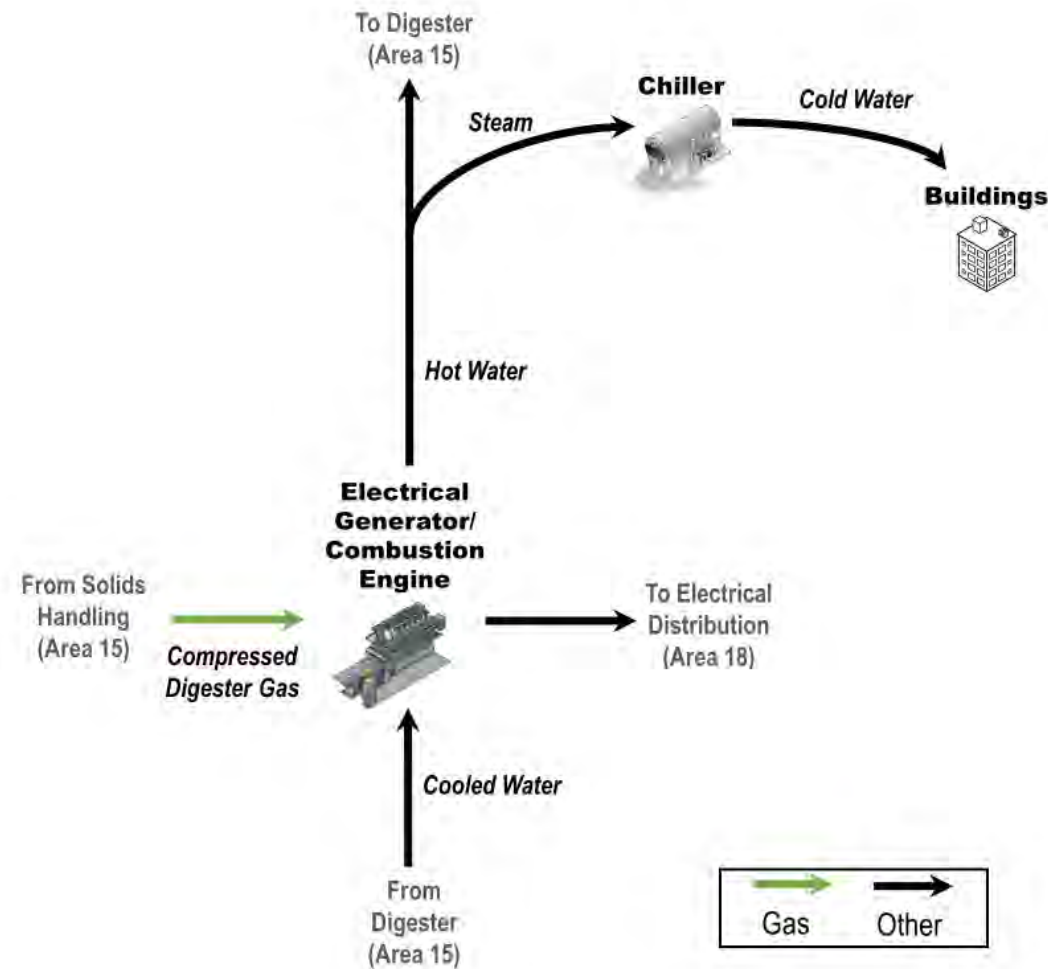 To Digester
(Area 15)
Chiller
Cold Water
Steam
Buildings
Hot Water
Electrical
Generator/
Combustion
Engine
From Solids
Handling
(Area 15)
Compressed
Digester Gas
To Electrical
Distribution
(Area 18)
Cooled Water
From
Digester
(Area 15)
Gas
Other